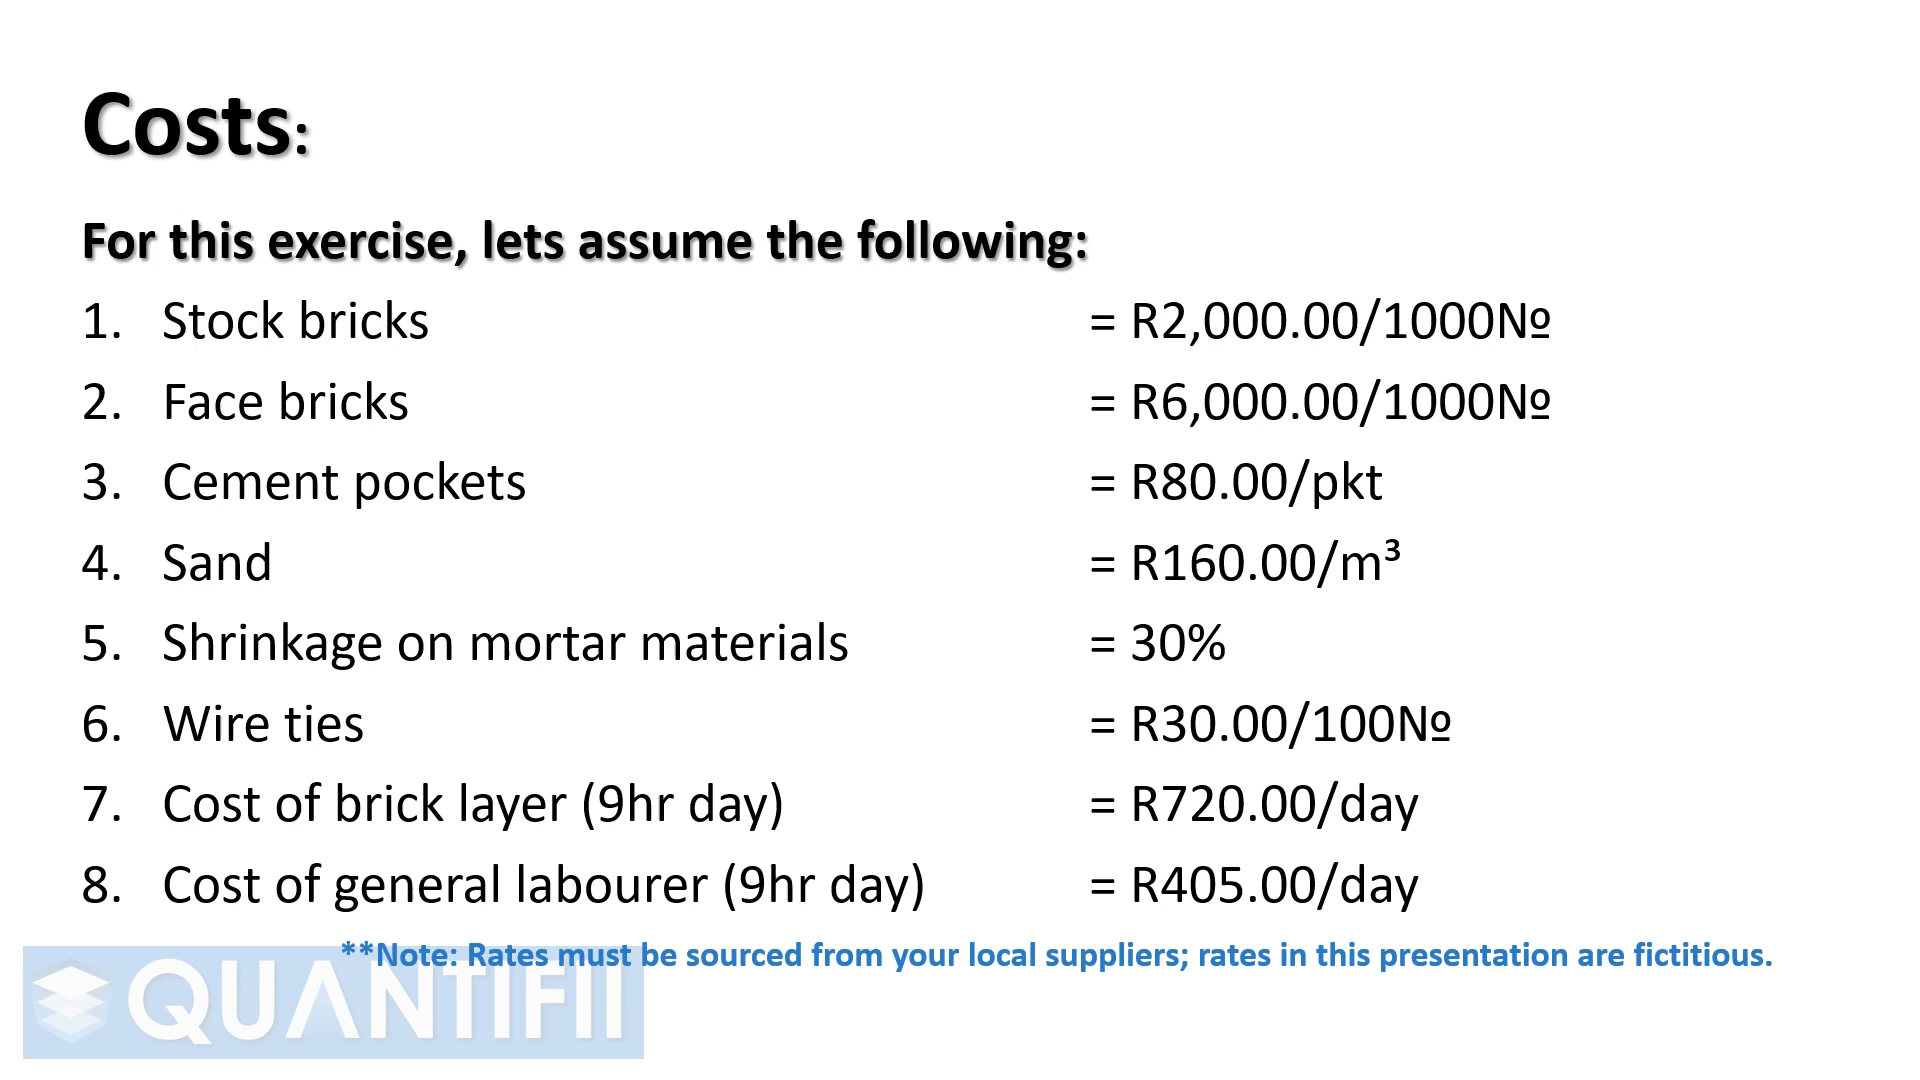 Costs:
For this exercise, lets assume the following:
1. Stock bricks = R2,000.00/1000№
2. Face bricks = R6,000.00/1000№
3. Cement pockets = R80.00/pkt
4. Sand = R160.00/m³
5. Shrinkage on mortar materials = 30%
6. Wire ties = R30.00/100№
7. Cost of brick layer (9hr day) = R720.00/day
8. Cost of general labourer (9hr day) = R405.00/day
**Note: Rates must be sourced from your local suppliers; rates in this presentation are fictitious.
QUANTIFII